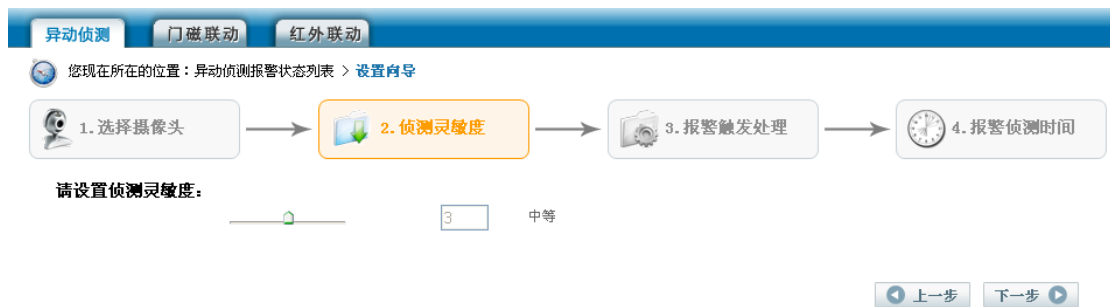 异动侦测 门磁联动 红外联动
您现在所在的位置：异动侦测报警状态列表 > 设置向导
1.选择摄像头 2.侦测灵敏度 3.报警触发处理 4.报警侦测时间
请设置侦测灵敏度：
3 中等
上一步 下一步